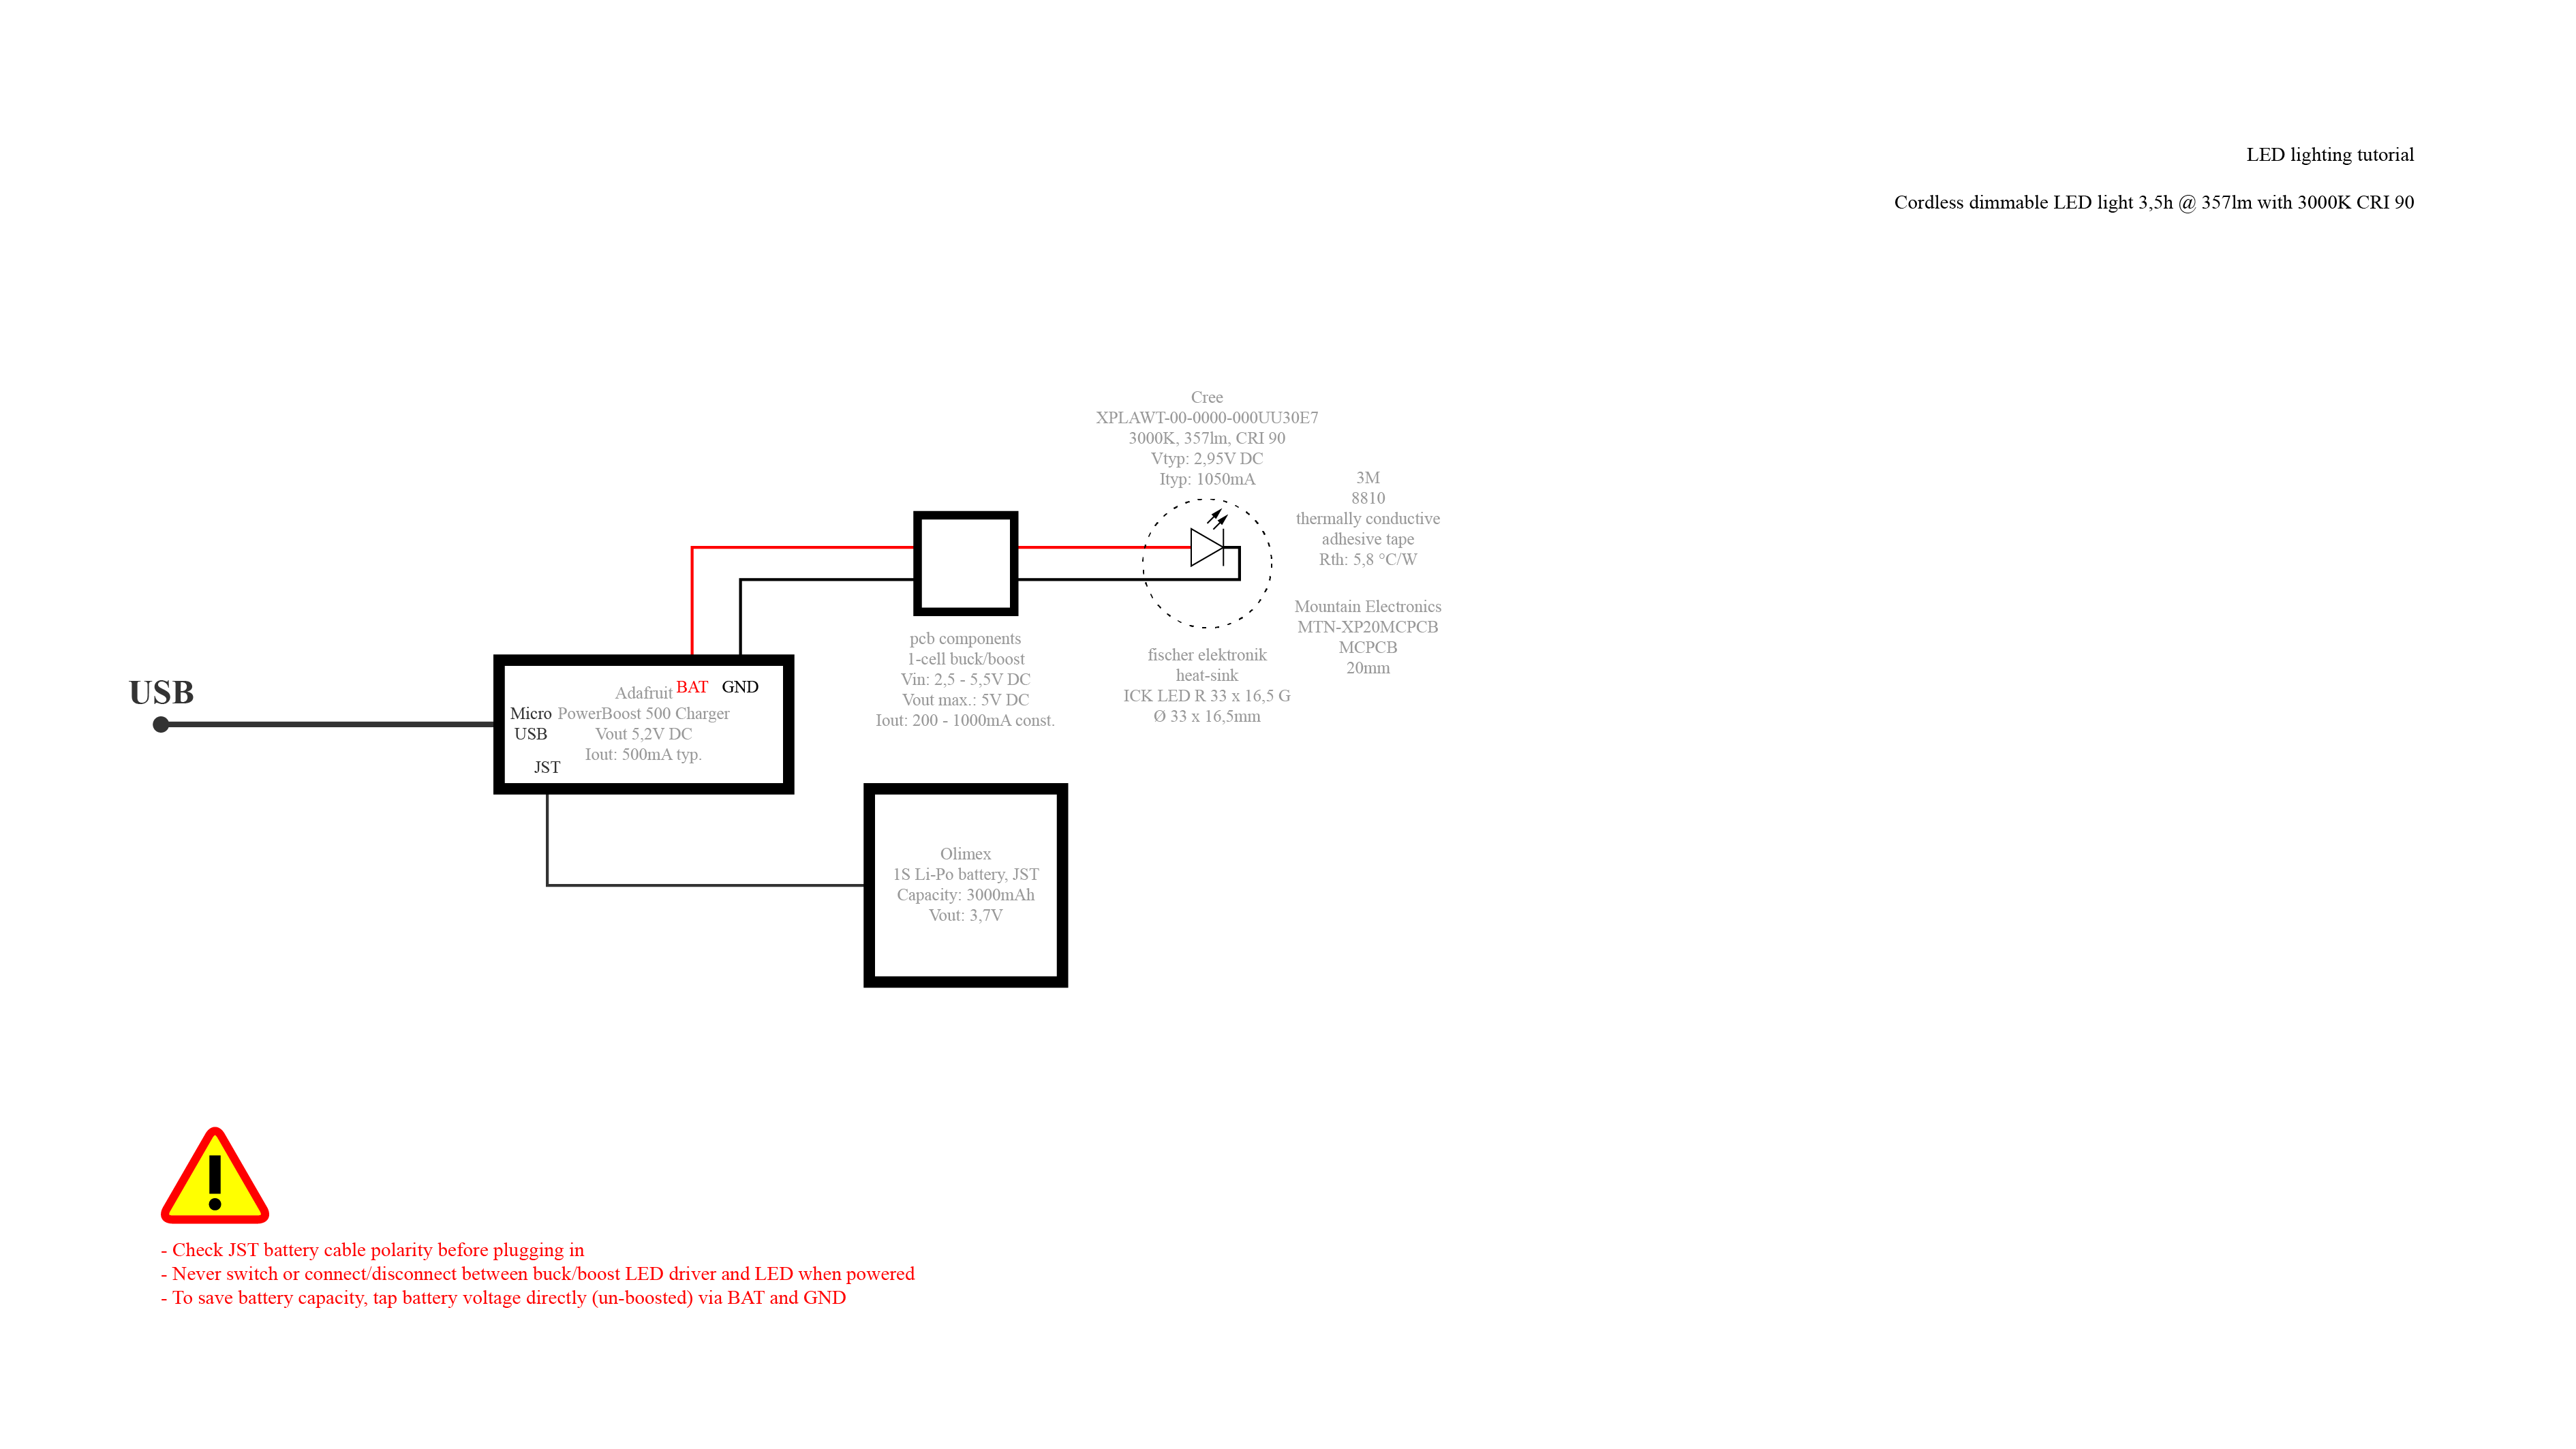 LED lighting tutorial
Cordless dimmable LED light 3,5h @ 357lm with 3000K CRI 90
Cree
XPLAWT-00-0000-000UU30E7
3000K, 357lm, CRI 90
Vtyp: 2,95V DC
Ityp: 1050mA
3M
8810
thermally conductive
adhesive tape
Rth: 5,8 °C/W
Mountain Electronics
MTN-XP20MCPCB
MCPCB
20mm
pcb components
1-cell buck/boost
Vin: 2,5 - 5,5V DC
Vout max.: 5V DC
Iout: 200 - 1000mA const.
fischer elektronik
heat-sink
ICK LED R 33 x 16,5 G
Ø 33 x 16,5mm
USB
BAT
GND
Micro
USB
JST
Adafruit
PowerBoost 500 Charger
Vout 5,2V DC
Iout: 500mA typ.
Olimex
1S Li-Po battery, JST
Capacity: 3000mAh
Vout: 3,7V
- Check JST battery cable polarity before plugging in
- Never switch or connect/disconnect between buck/boost LED driver and LED when powered
- To save battery capacity, tap battery voltage directly (un-boosted) via BAT and GND